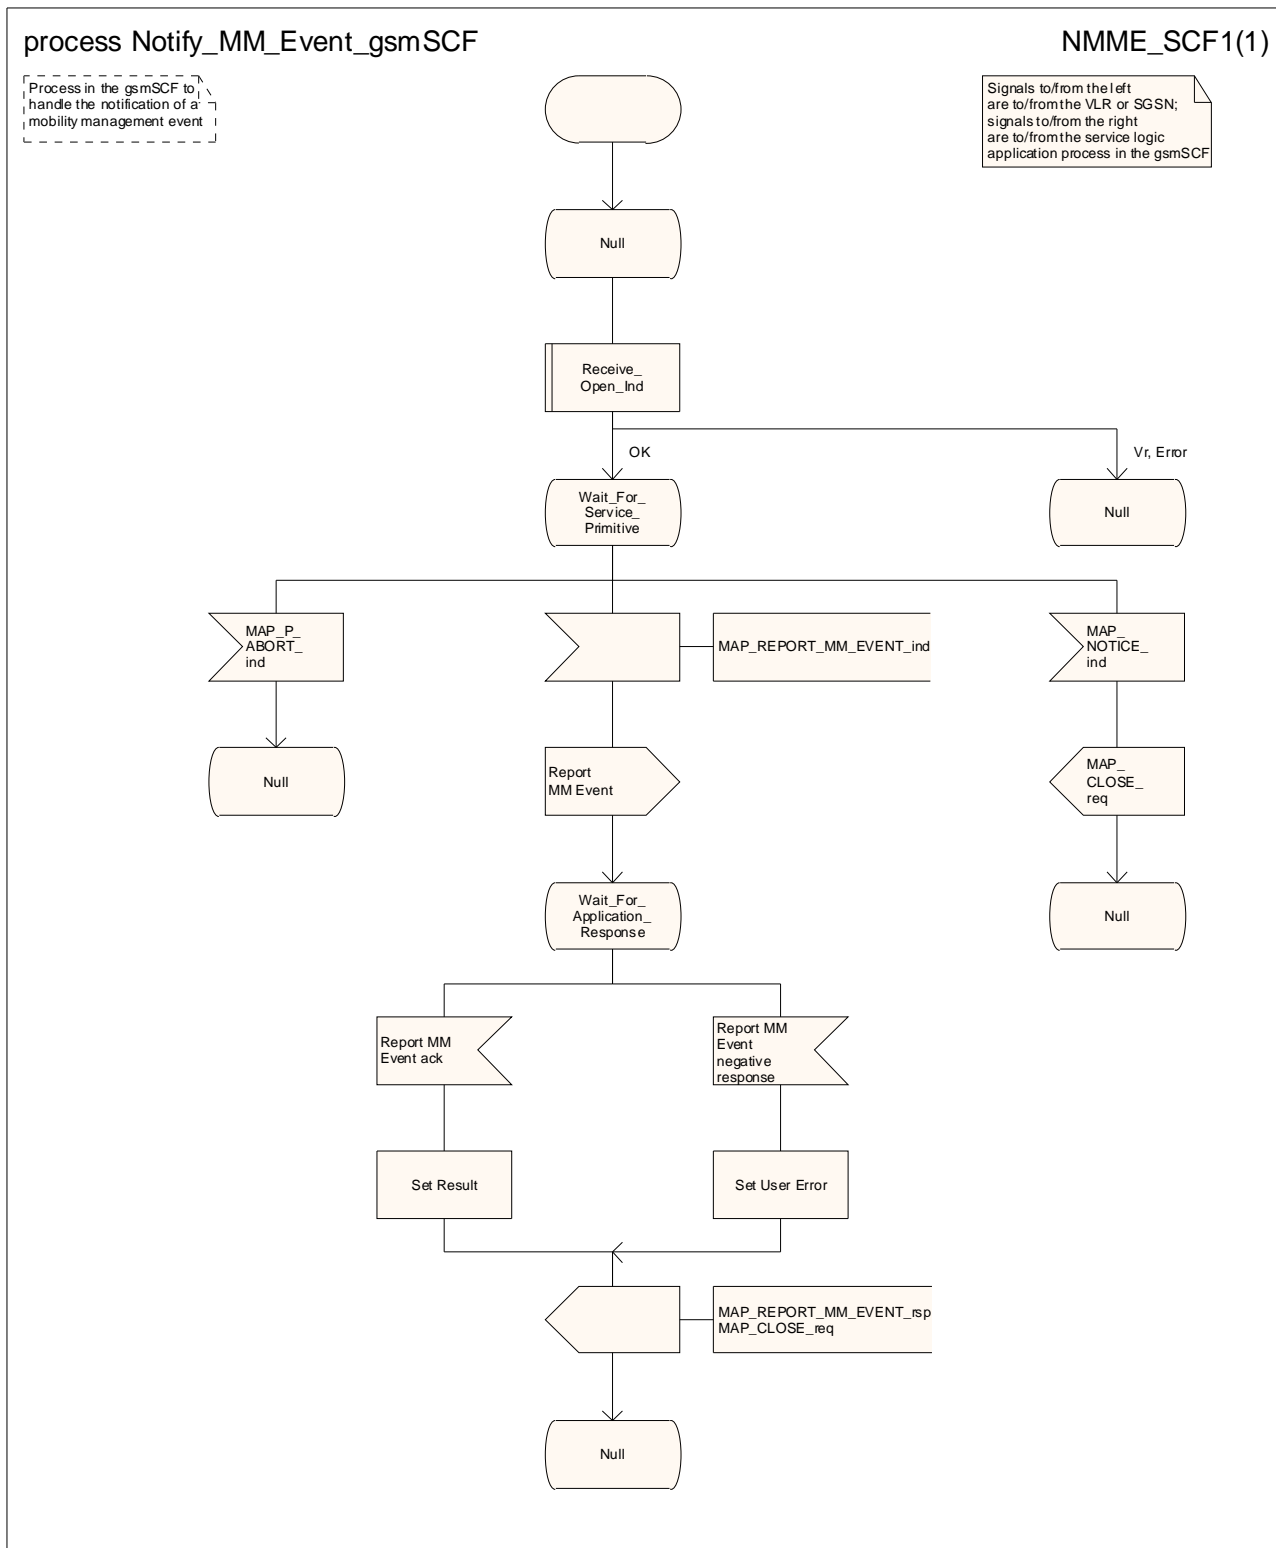 process Notify_MM_Event_gsmSCF
NMME_SCF1(1)
Process in the gsmSCF to
handle the notification of a
mobility management event
Signals to/from the left
are to/from the VLR or SGSN;
signals to/from the right
are to/from the service logic
application process in the gsmSCF
Null
Receive_
Open_Ind
OK
Vr, Error
Wait_For_
Service_
Primitive
Null
MAP_P_
ABORT_
ind
MAP_REPORT_MM_EVENT_ind
MAP_
NOTICE_
ind
Null
Report
MM Event
MAP_
CLOSE_
req
Wait_For_
Application_
Response
Null
Report MM
Event ack
Report MM
Event
negative
response
Set Result
Set User Error
MAP_REPORT_MM_EVENT_rsp
MAP_CLOSE_req
Null